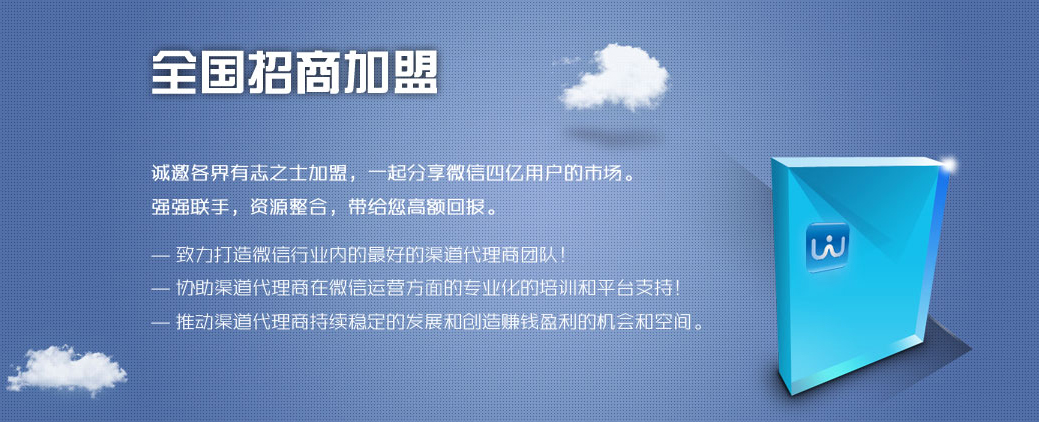 全国招商加盟
诚邀各界有志之士加盟，一起分享微信四亿用户的市场。
强强联手，资源整合，带给您高额回报。
— 致力打造微信行业内的最好的渠道代理商团队！
— 协助渠道代理商在微信运营方面的专业化的培训和平台支持！
— 推动渠道代理商持续稳定的发展和创造赚钱盈利的机会和空间。